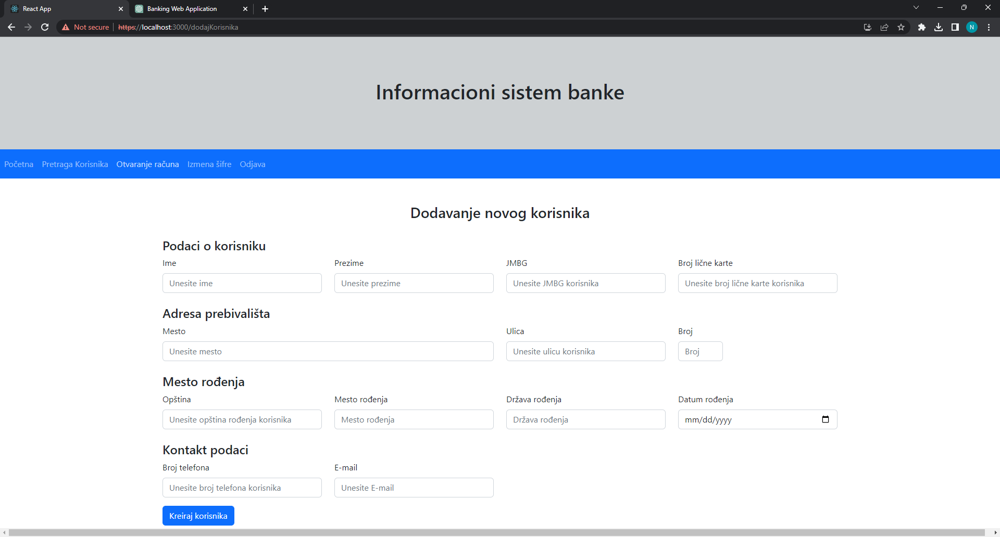 React App
Banking Web Application
Not secure https://localhost:3000/dodajKorisnika
N
Informacioni sistem banke
Početna Pretraga Korisnika Otvaranje računa Izmena šifre Odjava
Dodavanje novog korisnika
Podaci o korisniku
Ime Prezime JMBG Broj lične karte
Unesite ime Unesite prezime Unesite JMBG korisnika Unesite broj lične karte korisnika
Adresa prebivališta
Mesto Ulica Broj
Unesite mesto Unesite ulicu korisnika Broj
Mesto rođenja
Opština Mesto rođenja Država rođenja Datum rođenja
Unesite opština rođenja korisnika Mesto rođenja Država rođenja mm/dd/yyyy
Kontakt podaci
Broj telefona E-mail
Unesite broj telefona korisnika Unesite E-mail
Kreiraj korisnika